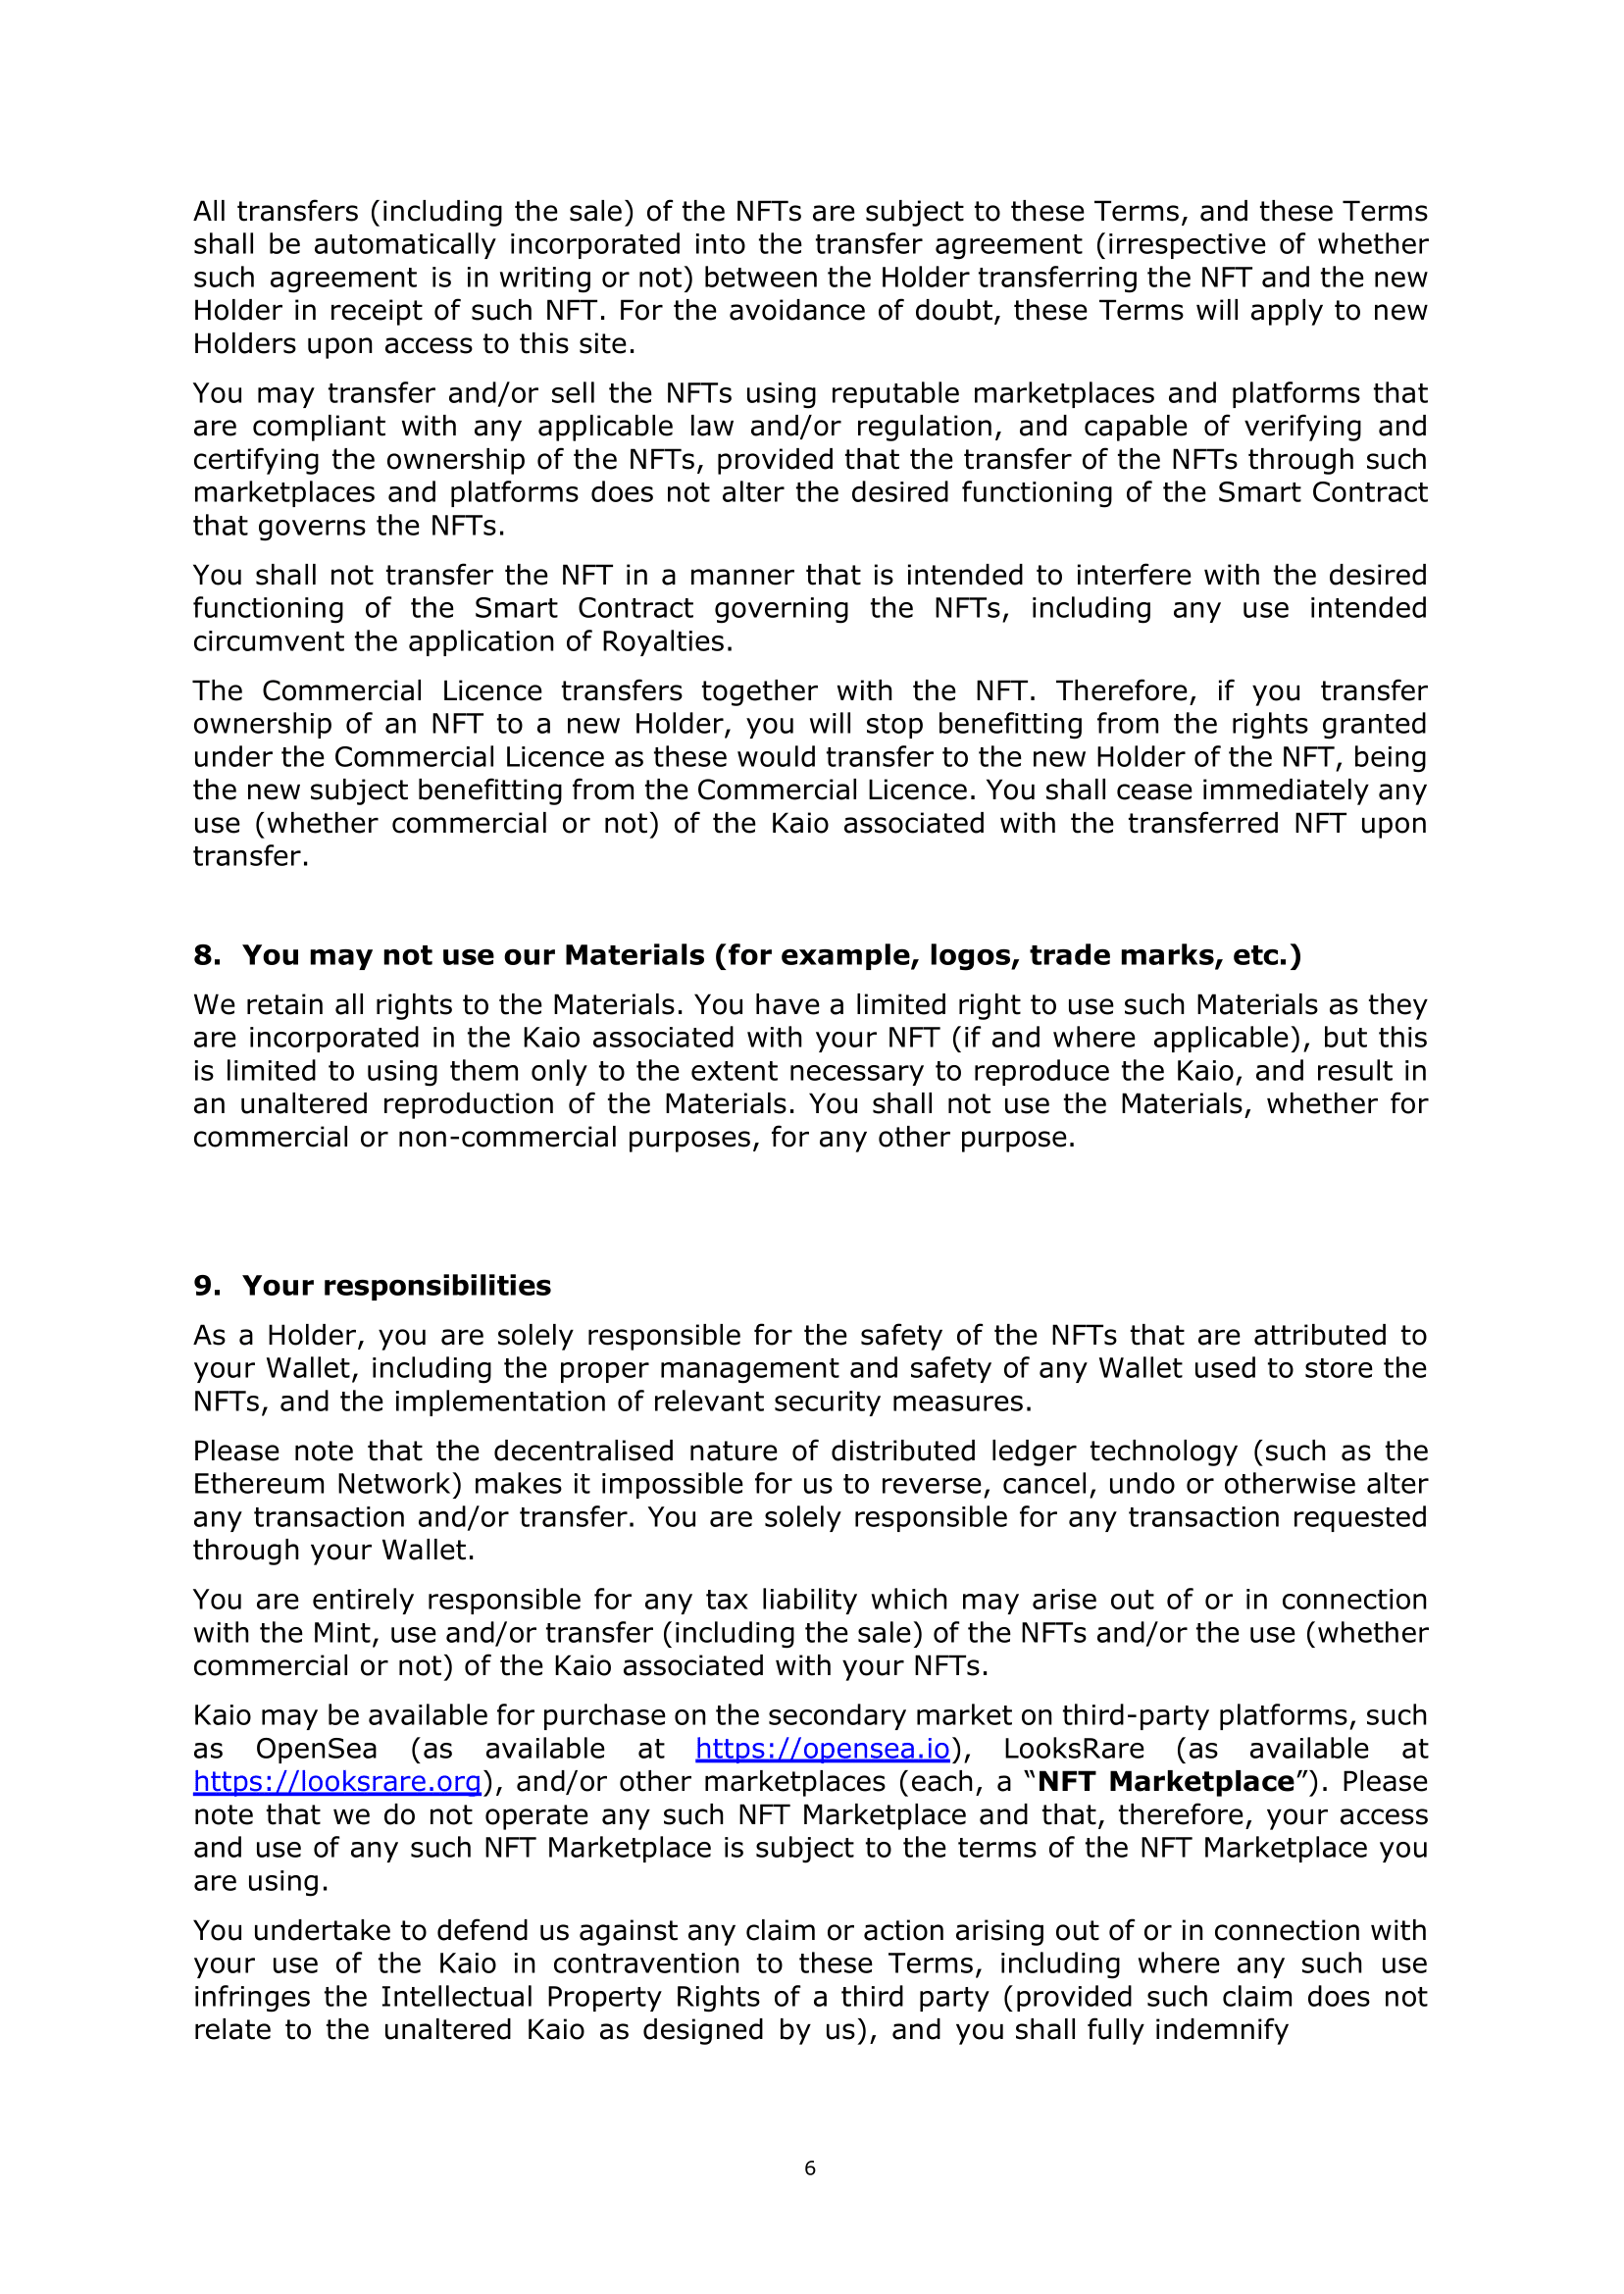 All transfers (including the sale) of the NFTs are subject to these Terms, and these Terms
shall be automatically incorporated into the transfer agreement (irrespective of whether
such agreement is in writing or not) between the Holder transferring the NFT and the new
Holder in receipt of such NFT. For the avoidance of doubt, these Terms will apply to new
Holders upon access to this site.
You may transfer and/or sell the NFTs using reputable marketplaces and platforms that
are compliant with any applicable law and/or regulation, and capable of verifying and
certifying the ownership of the NFTs, provided that the transfer of the NFTs through such
marketplaces and platforms does not alter the desired functioning of the Smart Contract
that governs the NFTs.
You shall not transfer the NFT in a manner that is intended to interfere with the desired
functioning of the Smart Contract governing the NFTs, including any use intended
circumvent the application of Royalties.
The Commercial Licence transfers together with the NFT. Therefore, if you transfer
ownership of an NFT to a new Holder, you will stop benefitting from the rights granted
under the Commercial Licence as these would transfer to the new Holder of the NFT, being
the new subject benefitting from the Commercial Licence. You shall cease immediately any
use (whether commercial or not) of the Kaio associated with the transferred NFT upon
transfer.
8. You may not use our Materials (for example, logos, trade marks, etc.)
We retain all rights to the Materials. You have a limited right to use such Materials as they
are incorporated in the Kaio associated with your NFT (if and where applicable), but this
is limited to using them only to the extent necessary to reproduce the Kaio, and result in
an unaltered reproduction of the Materials. You shall not use the Materials, whether for
commercial or non-commercial purposes, for any other purpose.
9. Your responsibilities
As a Holder, you are solely responsible for the safety of the NFTs that are attributed to
your Wallet, including the proper management and safety of any Wallet used to store the
NFTs, and the implementation of relevant security measures.
Please note that the decentralised nature of distributed ledger technology (such as the
Ethereum Network) makes it impossible for us to reverse, cancel, undo or otherwise alter
any transaction and/or transfer. You are solely responsible for any transaction requested
through your Wallet.
You are entirely responsible for any tax liability which may arise out of or in connection
with the Mint, use and/or transfer (including the sale) of the NFTs and/or the use (whether
commercial or not) of the Kaio associated with your NFTs.
Kaio may be available for purchase on the secondary market on third-party platforms, such
as OpenSea (as available at https://opensea.io), LooksRare (as available at
https://looksrare.org), and/or other marketplaces (each, a “NFT Marketplace”). Please
note that we do not operate any such NFT Marketplace and that, therefore, your access
and use of any such NFT Marketplace is subject to the terms of the NFT Marketplace you
are using.
You undertake to defend us against any claim or action arising out of or in connection with
your use of the Kaio in contravention to these Terms, including where any such use
infringes the Intellectual Property Rights of a third party (provided such claim does not
relate to the unaltered Kaio as designed by us), and you shall fully indemnify
6